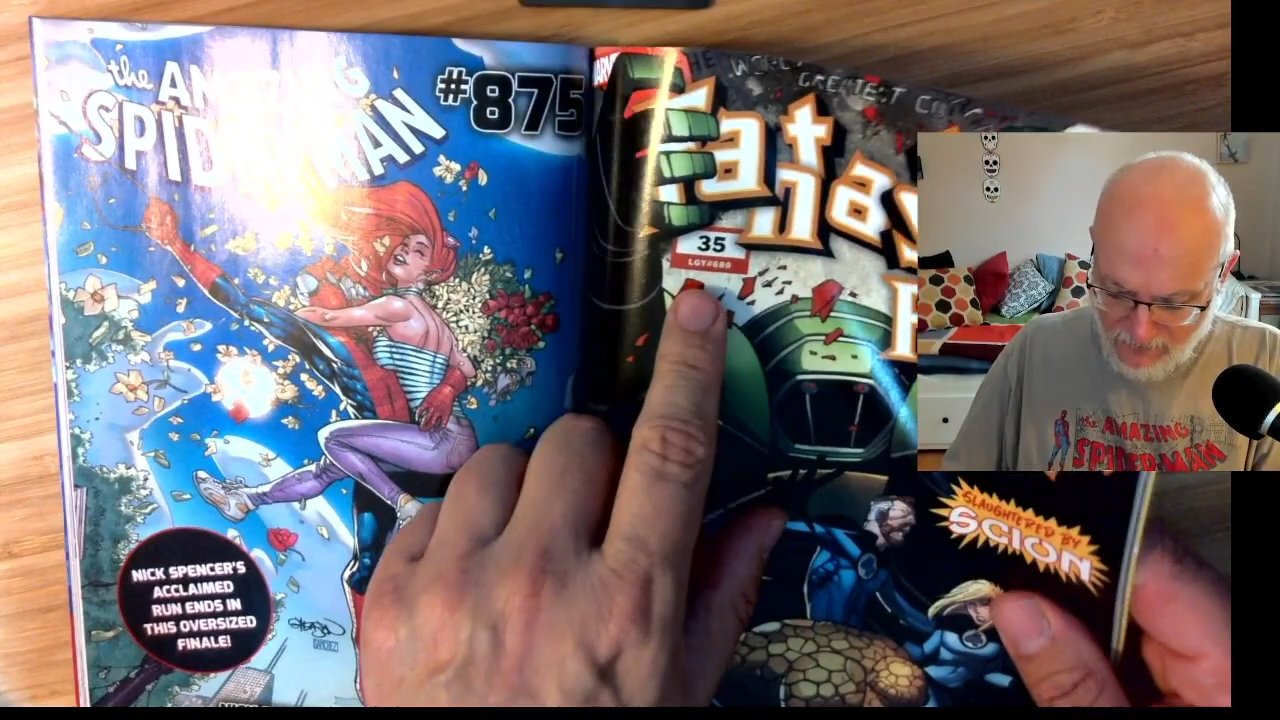 the AMAZING
SPIDER-MAN
#875
NICK SPENCER'S
ACCLAIMED
RUN ENDS IN
THIS OVERSIZED
FINALE!
MARVEL
GREATEST
35
LGY#680
SLAUGHTERED BY
SCION
the AMAZING
SPIDER-MAN